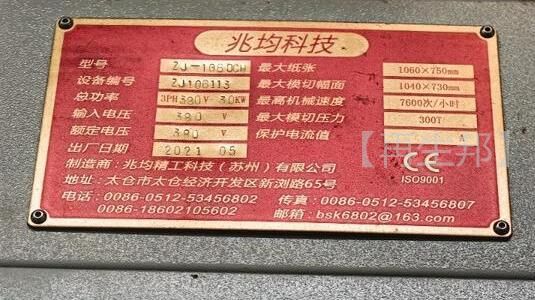 兆均科技
型号 ZJ-1060CH 最大纸张 1060×750mm
设备编号 ZJ106113 最大模切幅面 1040×730mm
总功率 3PH380V 30KW 最高机械速度 7600次/小时
输入电压 380 V 最大模切压力 300T
额定电压 380 V 保护电流值 A
出厂日期 2021 05
制造商：兆均精工科技（苏州）有限公司
地址：太仓市太仓经济开发区新浏路65号
CE
ISO9001
电话：0086-0512-53456802 传真：0086-0512-53456807
0086-18602105602 邮箱：bsk6802@163.com
【再生邦】